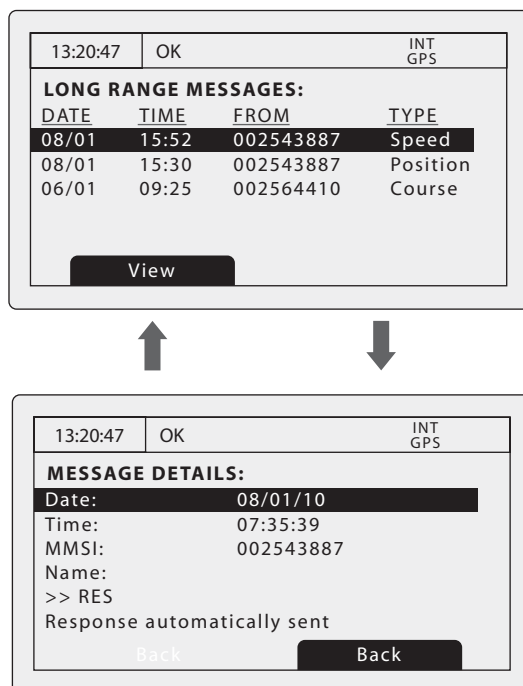 13:20:47 OK INT GPS
LONG RANGE MESSAGES:
DATE TIME FROM TYPE
08/01 15:52 002543887 Speed
08/01 15:30 002543887 Position
06/01 09:25 002564410 Course
View
13:20:47 OK INT GPS
MESSAGE DETAILS:
Date: 08/01/10
Time: 07:35:39
MMSI: 002543887
Name:
>> RES
Response automatically sent
Back Back